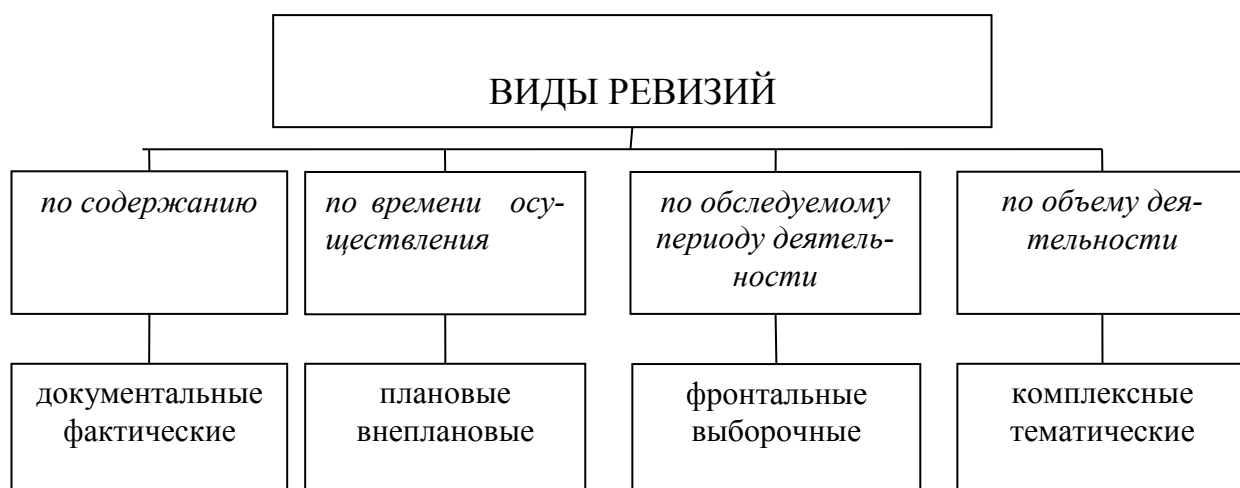 ВИДЫ РЕВИЗИЙ
по содержанию
по времени осу-
ществления
по обследуемому
периоду деятель-
ности
по объему дея-
тельности
документальные
фактические
плановые
внеплановые
фронтальные
выборочные
комплексные
тематические